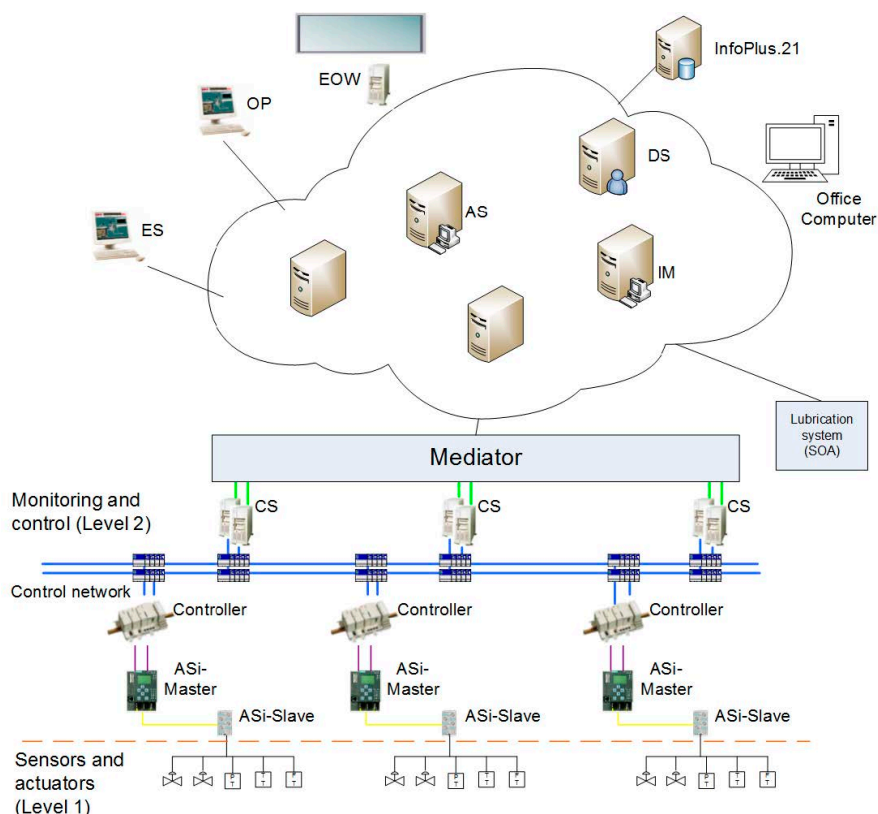 InfoPlus.21
EOW
OP
DS
Office
Computer
AS
ES
IM
Lubrication
system
(SOA)
Mediator
Monitoring and
control (Level 2)
CS
CS
CS
Control network
Controller
Controller
Controller
ASi-
Master
ASi-
Master
ASi-
Master
ASi-Slave
ASi-Slave
ASi-Slave
Sensors and
actuators
(Level 1)
P
T
T
T
F
T
P
T
T
T
F
T
P
T
T
T
F
T